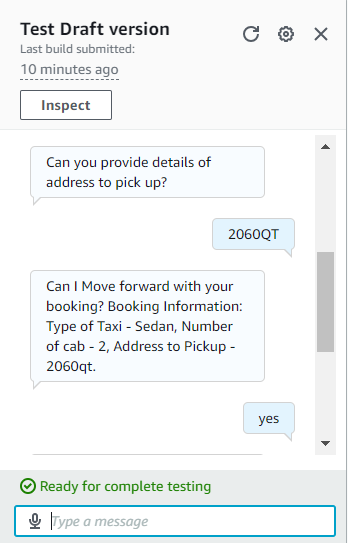 Test Draft version
Last build submitted:
10 minutes ago
Inspect
Can you provide details of
address to pick up?
2060QT
Can I Move forward with your
booking? Booking Information:
Type of Taxi - Sedan, Number
of cab - 2, Address to Pickup -
2060qt.
yes
Ready for complete testing
Type a message